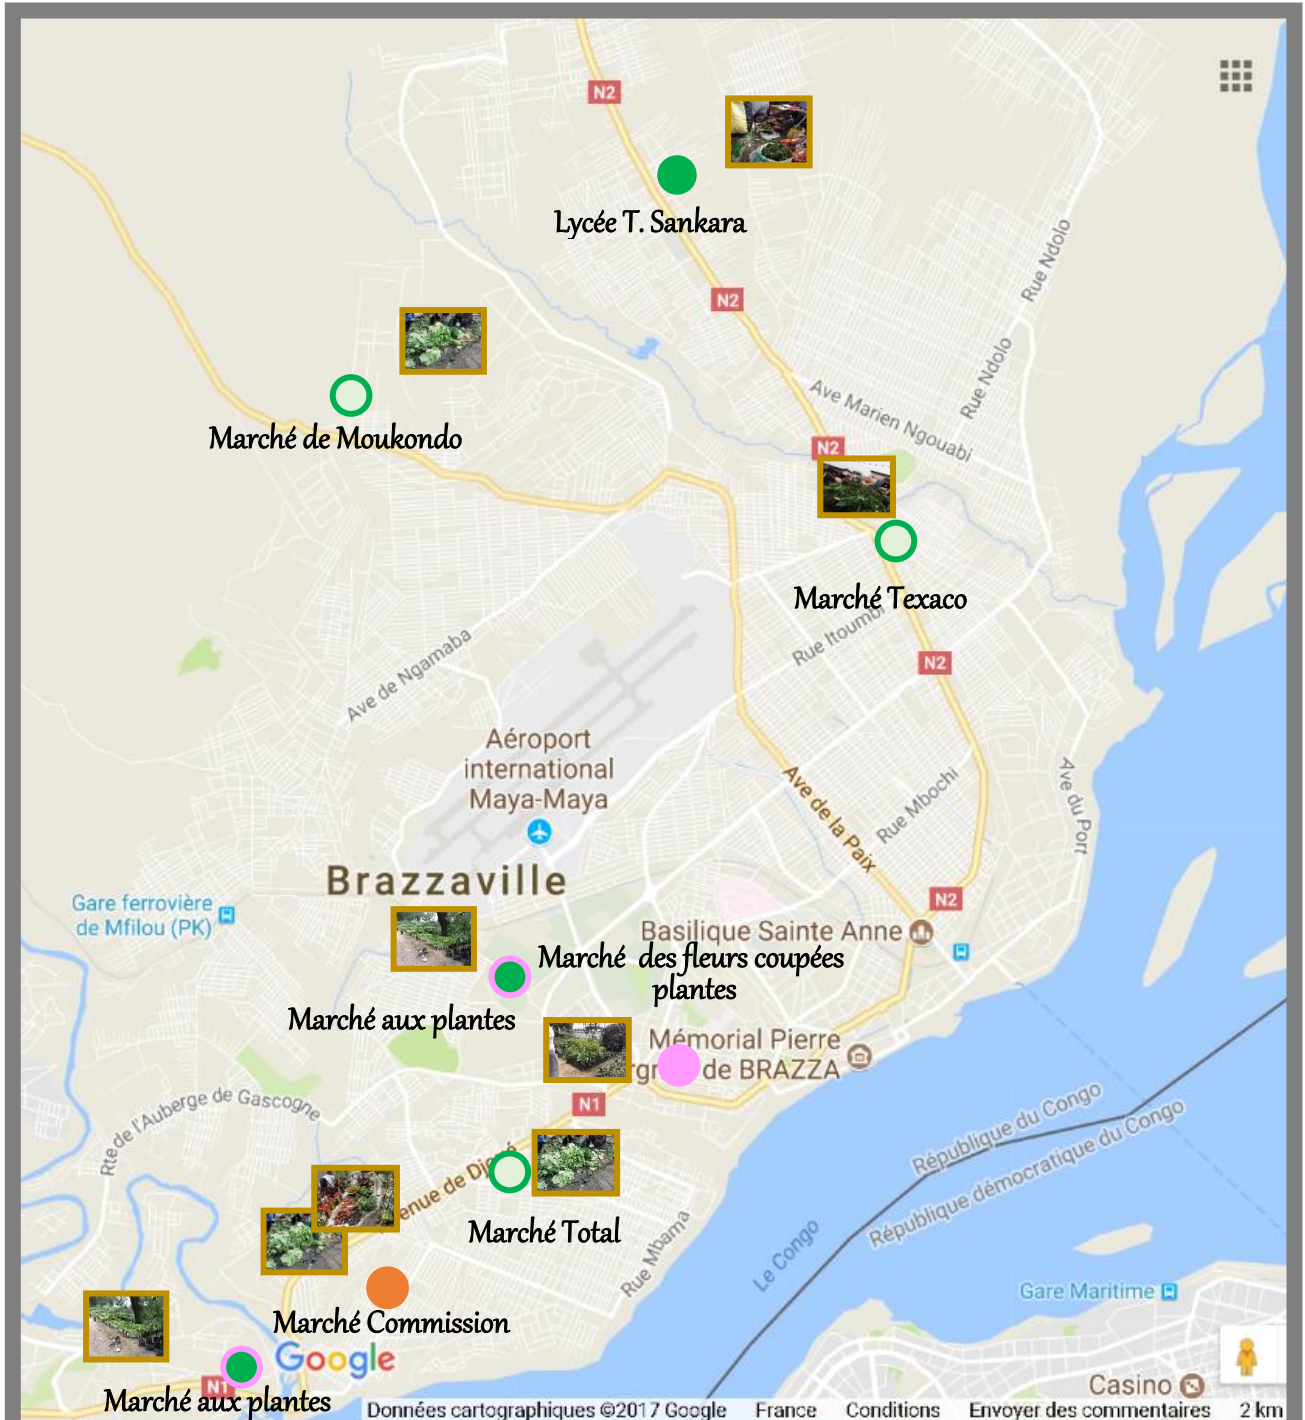 N2
Lycée T. Sankara
N2
Rue Ndolo
Rue Ndolo
Ave Marien Ngouabi
Marché de Moukondo
N2
Marché Texaco
Rue Itoumbi
N2
Ave de Ngamaba
Aéroport
international
Maya-Maya
Ave de la Paix
Rue Mbochi
Ave du Port
Brazzaville
N2
Gare ferrovière
de Mfilou (PK)
Basilique Sainte Anne
Marché des fleurs coupées
plantes
Marché aux plantes
Mémorial Pierre
de BRAZZA
N1
Rte de l'Auberge de Gascogne
République du Congo
République démocratique du Congo
enue de Djoué
Marché Total
Rue Mbama
Le Congo
Gare Maritime
Marché Commission
Google
N1
Marché aux plantes
Casino
Données cartographiques ©2017 Google France Conditions Envoyer des commentaires 2 km